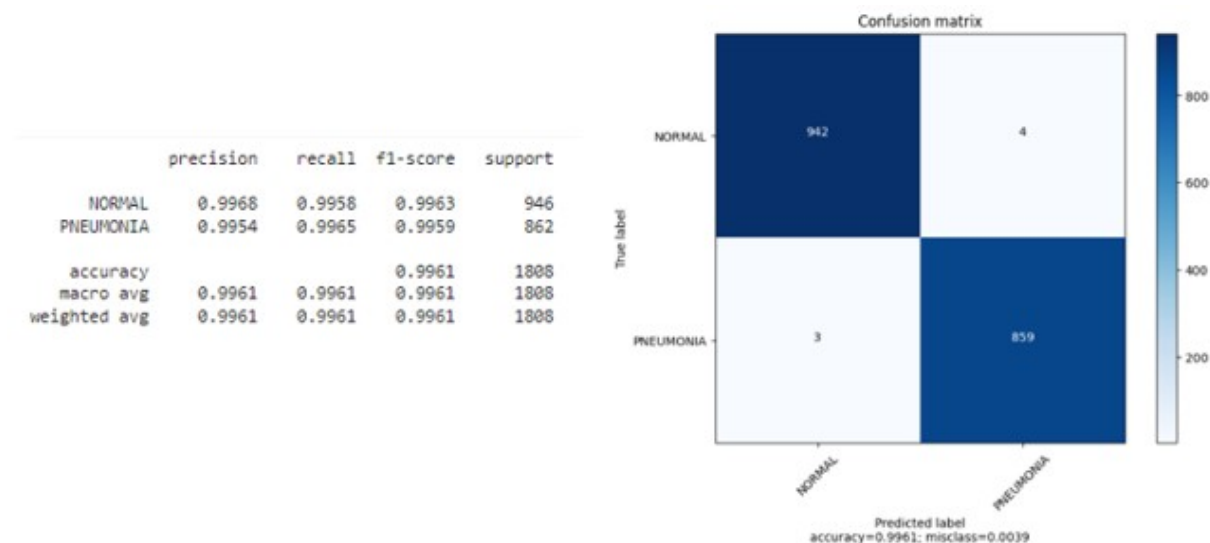 precision recall f1-score support
NORMAL 0.9968 0.9958 0.9963 946
PNEUMONIA 0.9954 0.9965 0.9959 862
accuracy 0.9961 1808
macro avg 0.9961 0.9961 0.9961 1808
weighted avg 0.9961 0.9961 0.9961 1808
Confusion matrix
True label
NORMAL 942 4
PNEUMONIA 3 859
NORMAL PNEUMONIA
Predicted label
accuracy=0.9961; misclass=0.0039
800
600
400
200